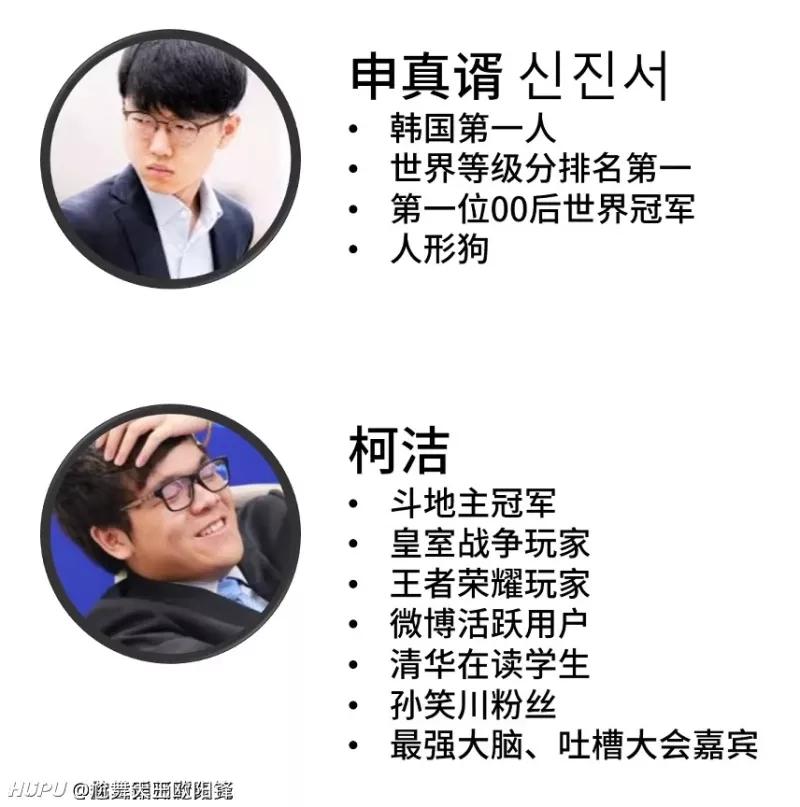 申真谞 신진서
• 韩国第一人
• 世界等级分排名第一
• 第一位00后世界冠军
• 人形狗
柯洁
• 斗地主冠军
• 皇室战争玩家
• 王者荣耀玩家
• 微博活跃用户
• 清华在读学生
• 孙笑川粉丝
• 最强大脑、吐槽大会嘉宾
HUPU